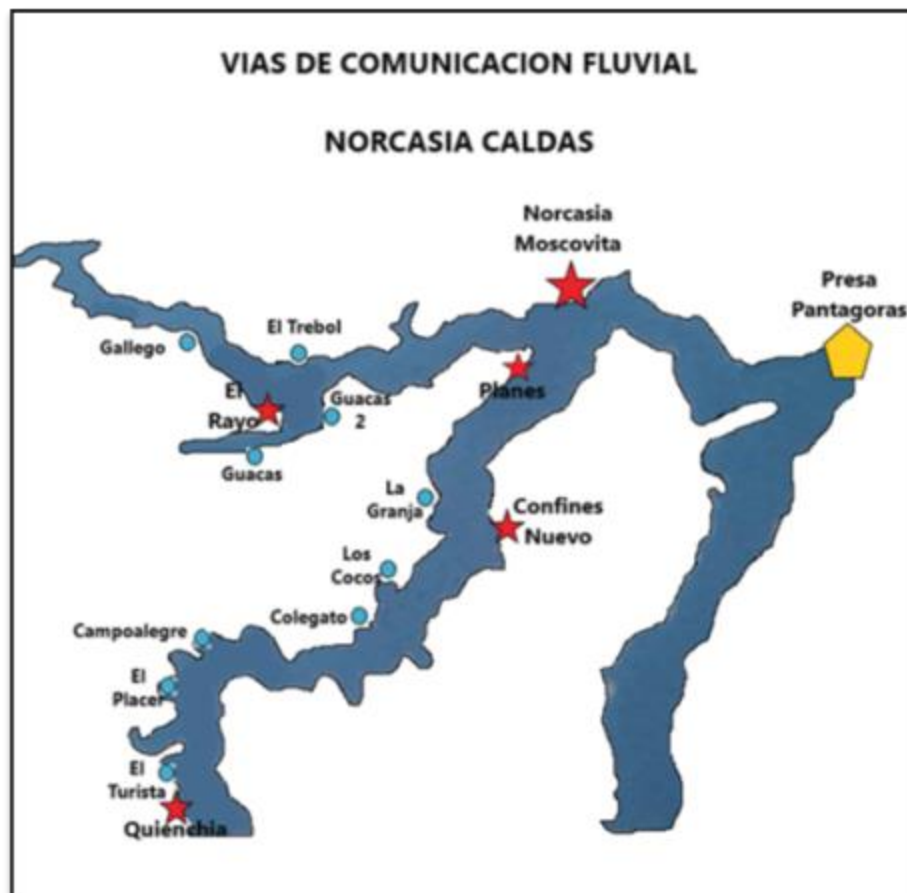 VIAS DE COMUNICACION FLUVIAL
NORCASIA CALDAS
Norcasia
Moscovita
Presa
Pantagoras
El Trebol
Gallego
El
Rayo
Guacas
2
Planes
Guacas
La
Granja
Confines
Nuevo
Los
Cocos
Colegato
Campoalegre
El
Placer
El
Turista
Quienchia